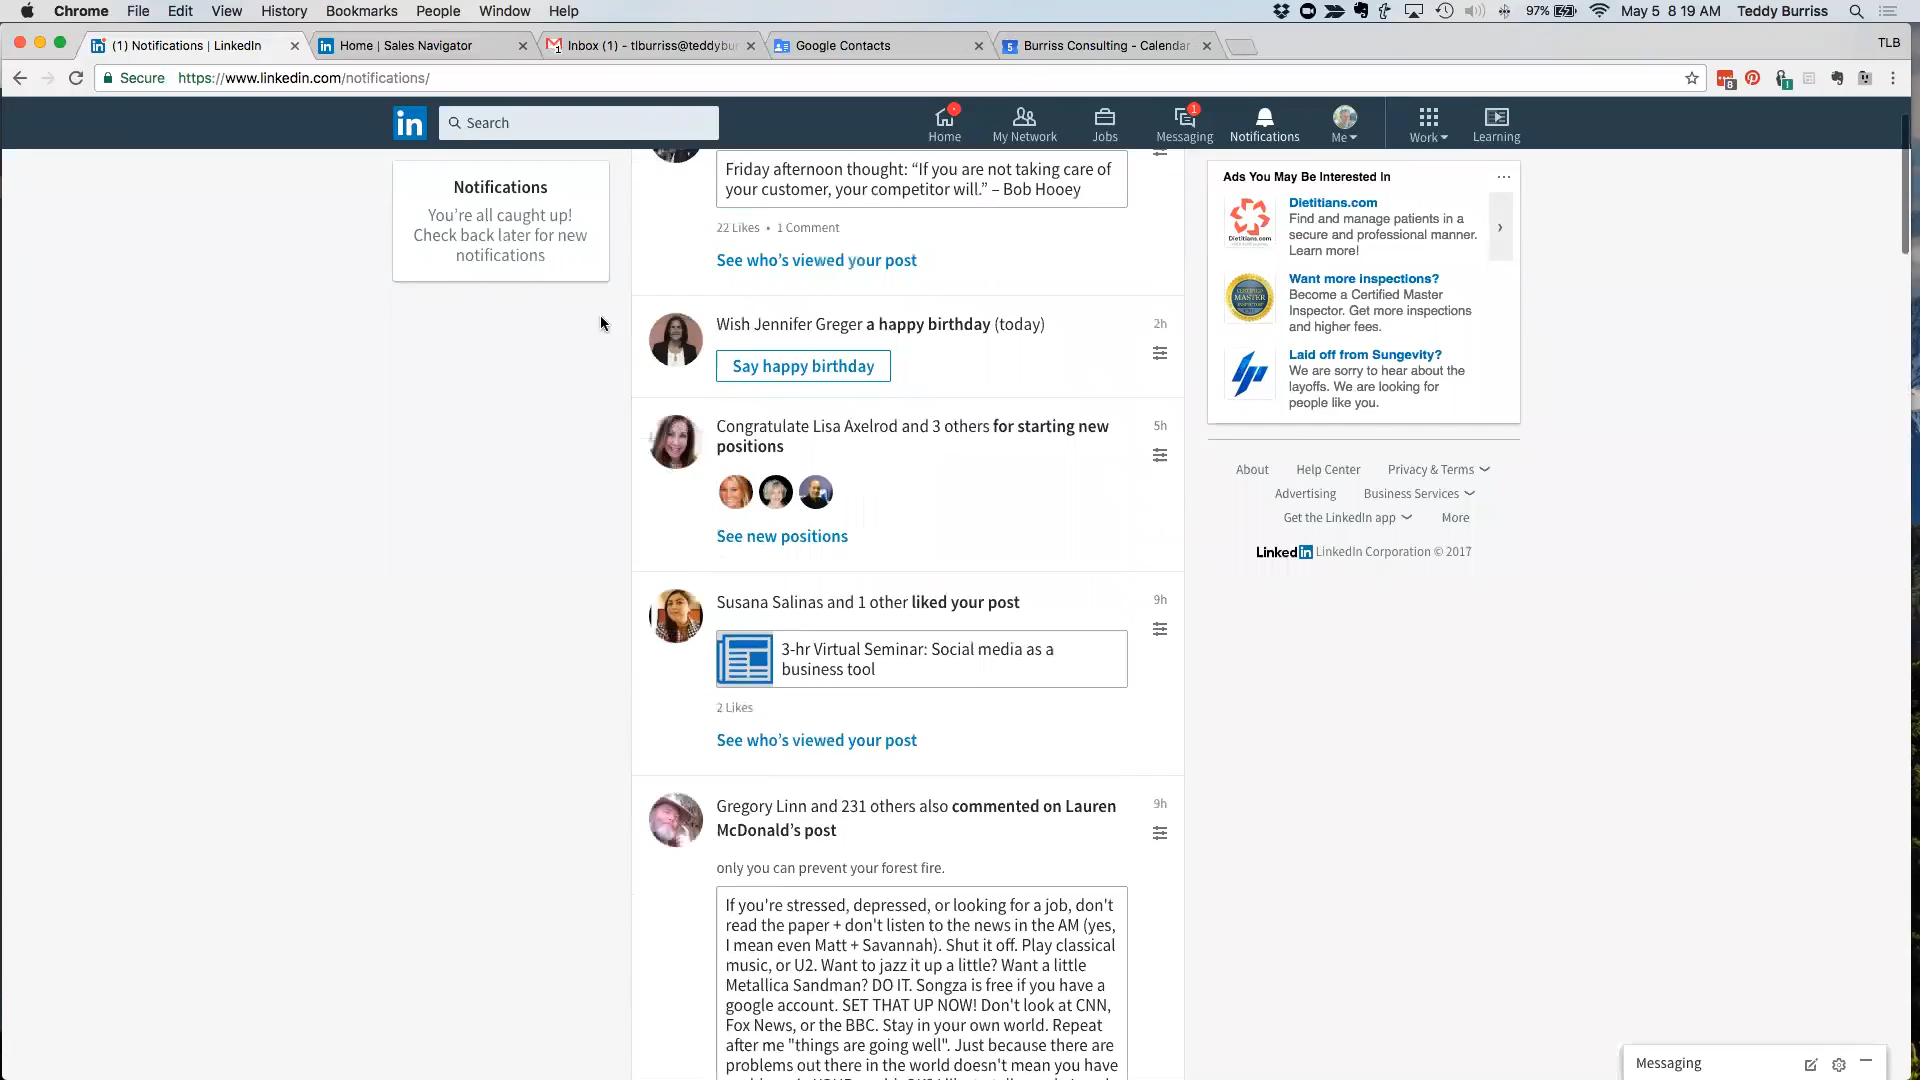 Chrome File Edit View History Bookmarks People Window Help 97% May 5 8 19 AM Teddy Burriss
(1) Notifications | LinkedIn Home | Sales Navigator Inbox (1) - tlburriss@teddybur Google Contacts Burriss Consulting - Calendar TLB
Secure https://www.linkedin.com/notifications/
in Search Home My Network Jobs Messaging 1 Notifications Me Work Learning
Notifications
You're all caught up!
Check back later for new
notifications
Friday afternoon thought: “If you are not taking care of
your customer, your competitor will.” – Bob Hooey
22 Likes • 1 Comment
See who’s viewed your post
Wish Jennifer Greger a happy birthday (today) 2h
Say happy birthday
Congratulate Lisa Axelrod and 3 others for starting new 5h
positions
See new positions
Susana Salinas and 1 other liked your post 9h
3-hr Virtual Seminar: Social media as a
business tool
2 Likes
See who’s viewed your post
Gregory Linn and 231 others also commented on Lauren 9h
McDonald’s post
only you can prevent your forest fire.
If you're stressed, depressed, or looking for a job, don't
read the paper + don't listen to the news in the AM (yes,
I mean even Matt + Savannah). Shut it off. Play classical
music, or U2. Want to jazz it up a little? Want a little
Metallica Sandman? DO IT. Songza is free if you have a
google account. SET THAT UP NOW! Don't look at CNN,
Fox News, or the BBC. Stay in your own world. Repeat
after me "things are going well". Just because there are
problems out there in the world doesn't mean you have
Ads You May Be Interested In
Dietitians.com
Find and manage patients in a
secure and professional manner.
Learn more!
Dietitians.com
Want more inspections?
Become a Certified Master
Inspector. Get more inspections
and higher fees.
MASTER
Laid off from Sungevity?
We are sorry to hear about the
layoffs. We are looking for
people like you.
About Help Center Privacy & Terms
Advertising Business Services
Get the LinkedIn app More
Linked in LinkedIn Corporation © 2017
Messaging